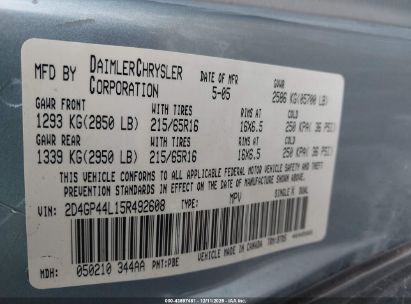 MFD BY DAIMLERCHRYSLER CORPORATION
DATE OF MFR 5-05
GVWR 2586 KG(05700 LB)
GAWR FRONT WITH TIRES RIMS AT COLD
1293 KG(2850 LB) 215/65R16 16X6.5 250 KPA( 36 PSI)
GAWR REAR WITH TIRES RIMS AT COLD
1339 KG(2950 LB) 215/65R16 16X6.5 250 KPA( 36 PSI)
THIS VEHICLE CONFORMS TO ALL APPLICABLE FEDERAL MOTOR VEHICLE SAFETY AND THEFT
PREVENTION STANDARDS IN EFFECT ON THE DATE OF MANUFACTURE SHOWN ABOVE.
VIN: 2D4GP44L15R492608 TYPE: MPV SINGLE X DUAL
VEHICLE MADE IN CANADA
MDH: 050210 344AA PNT:PBE